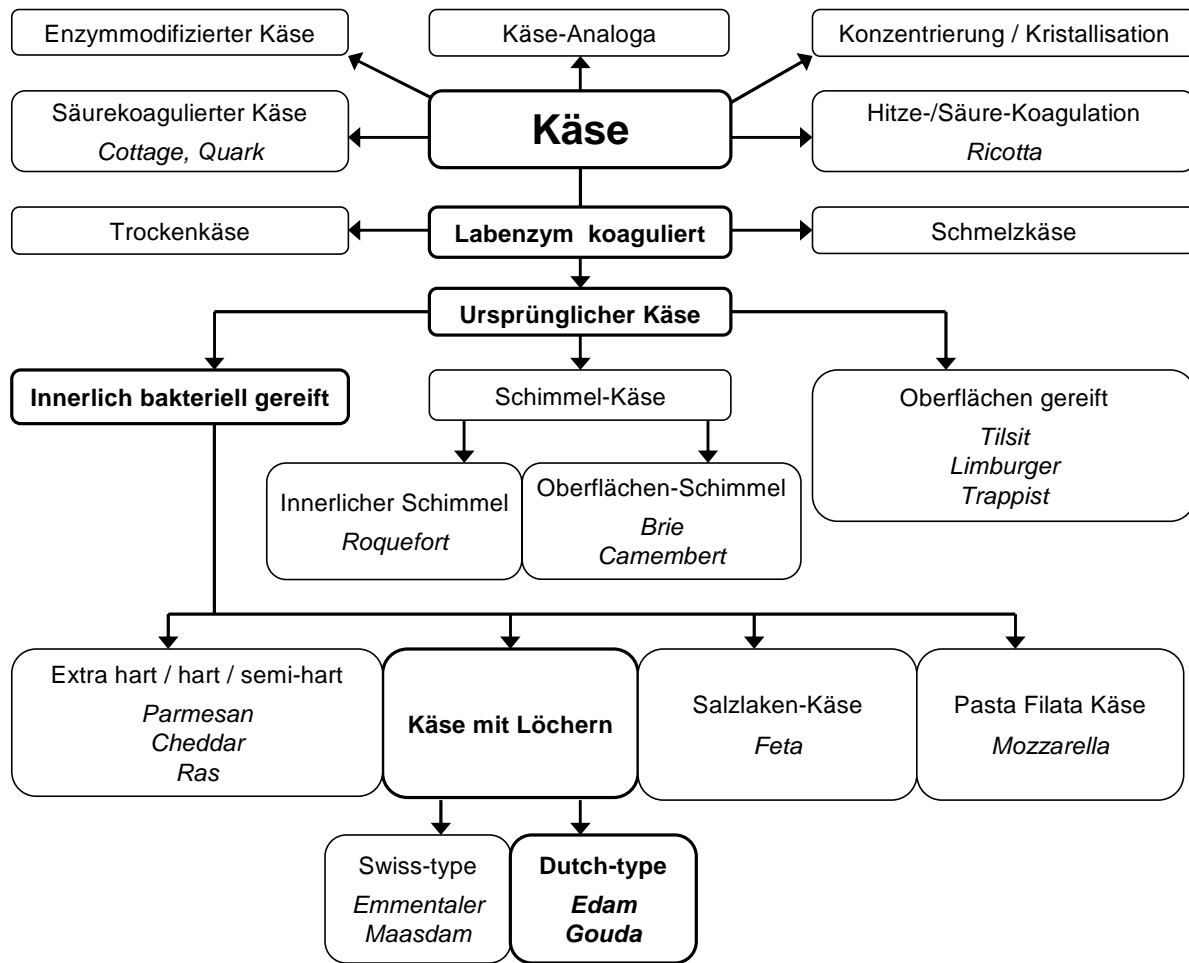 Enzymmodifizierter Käse
Käse-Analoga
Konzentrierung / Kristallisation
Säurekoagulierter Käse
Cottage, Quark
Käse
Hitze-/Säure-Koagulation
Ricotta
Trockenkäse
Labenzym koaguliert
Schmelzkäse
Ursprünglicher Käse
Innerlich bakteriell gereift
Schimmel-Käse
Oberflächen gereift
Tilsit
Limburger
Trappist
Innerlicher Schimmel
Roquefort
Oberflächen-Schimmel
Brie
Camembert
Extra hart / hart / semi-hart
Parmesan
Cheddar
Ras
Käse mit Löchern
Salzlaken-Käse
Feta
Pasta Filata Käse
Mozzarella
Swiss-type
Emmentaler
Maasdam
Dutch-type
Edam
Gouda